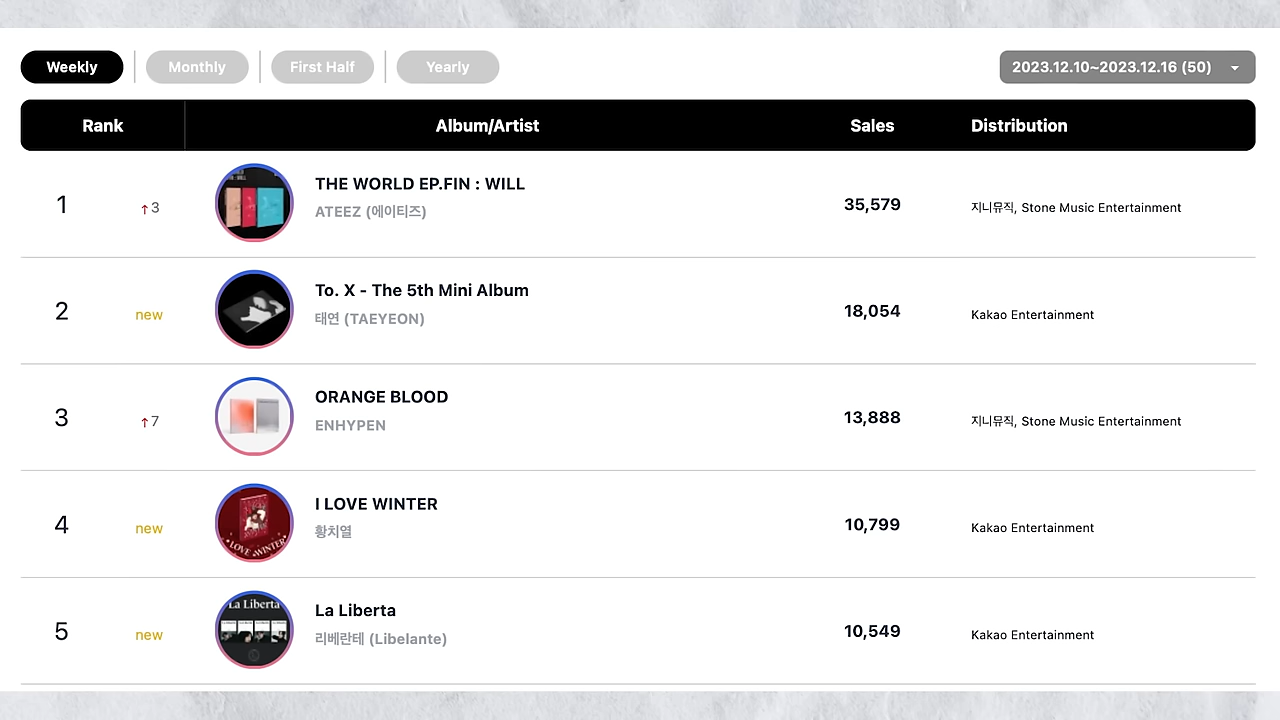 Weekly Monthly First Half Yearly 2023.12.10~2023.12.16 (50)
Rank Album/Artist Sales Distribution
THE WORLD EP.FIN : WILL
1 ↑3 35,579 지니뮤직, Stone Music Entertainment
ATEEZ (에이티즈)
To. X - The 5th Mini Album
2 new 18,054 Kakao Entertainment
태연 (TAEYEON)
ORANGE BLOOD
3 ↑7 13,888 지니뮤직, Stone Music Entertainment
ENHYPEN
I LOVE WINTER
4 new 10,799 Kakao Entertainment
황치열
LOVE WINTER
La Liberta
La Liberta
5 new 10,549 Kakao Entertainment
리베란테 (Libelante)